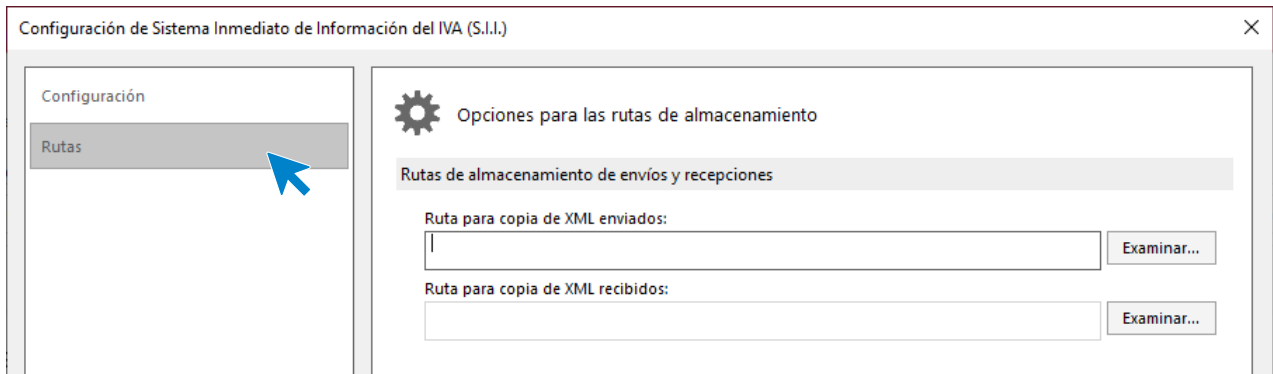 Configuración de Sistema Inmediato de Información del IVA (S.I.I.)
Configuración
Rutas
Opciones para las rutas de almacenamiento
Rutas de almacenamiento de envíos y recepciones
Ruta para copia de XML enviados:
Examinar...
Ruta para copia de XML recibidos:
Examinar...